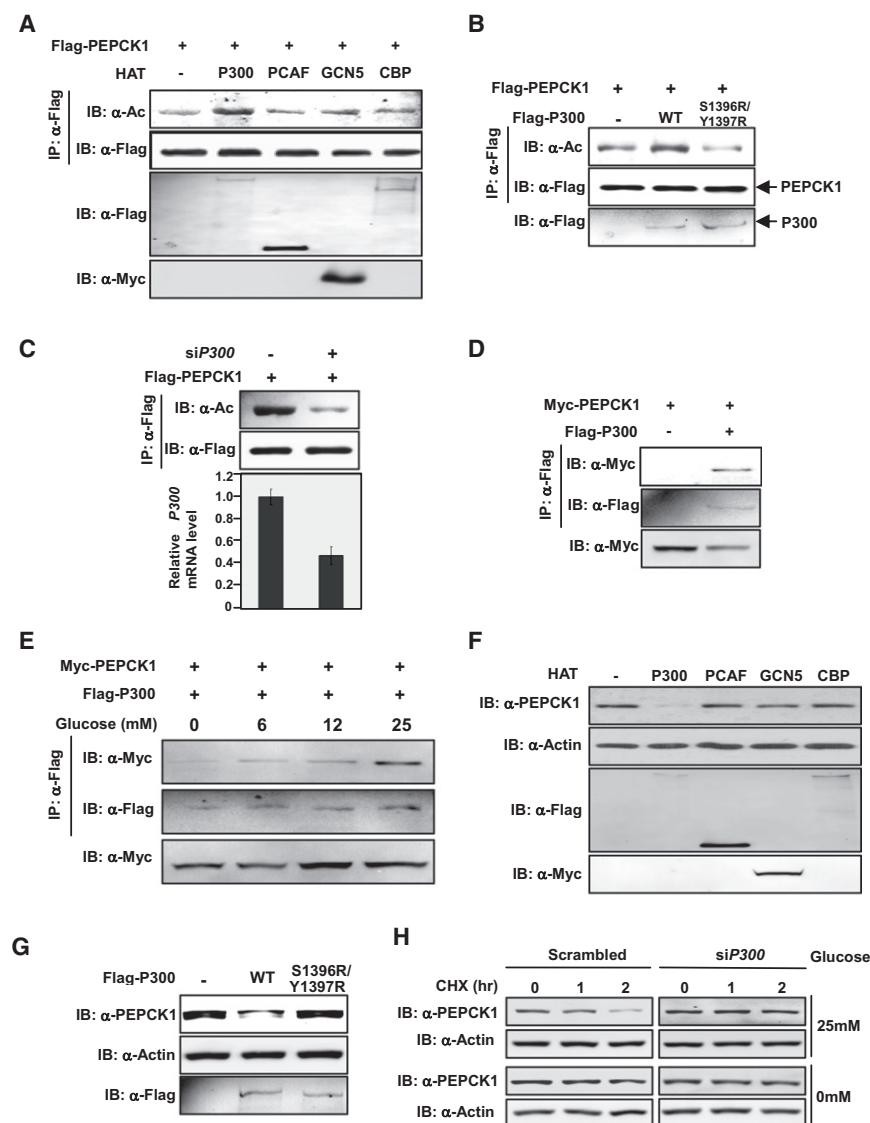 A
Flag-PEPCK1 + + + + +
HAT - P300 PCAF GCN5 CBP
IP: α-Flag
IB: α-Ac
IB: α-Flag
IB: α-Flag
IB: α-Myc
B
Flag-PEPCK1 + + +
Flag-P300 - WT S1396R/
Y1397R
IP: α-Flag
IB: α-Ac
IB: α-Flag PEPCK1
IB: α-Flag P300
C
siP300 - +
Flag-PEPCK1 + +
IP: α-Flag
IB: α-Ac
IB: α-Flag
Relative P300
mRNA level
1.2
1.0
0.8
0.6
0.4
0.2
0
D
Myc-PEPCK1 + +
Flag-P300 - +
IP: α-Flag
IB: α-Myc
IB: α-Flag
IB: α-Myc
E
Myc-PEPCK1 + + + +
Flag-P300 + + + +
Glucose (mM) 0 6 12 25
IP: α-Flag
IB: α-Myc
IB: α-Flag
IB: α-Myc
F
HAT - P300 PCAF GCN5 CBP
IB: α-PEPCK1
IB: α-Actin
IB: α-Flag
IB: α-Myc
G
Flag-P300 - WT S1396R/
Y1397R
IB: α-PEPCK1
IB: α-Actin
IB: α-Flag
H
Scrambled siP300 Glucose
CHX (hr) 0 1 2 0 1 2
IB: α-PEPCK1
IB: α-Actin
25mM
IB: α-PEPCK1
IB: α-Actin
0mM